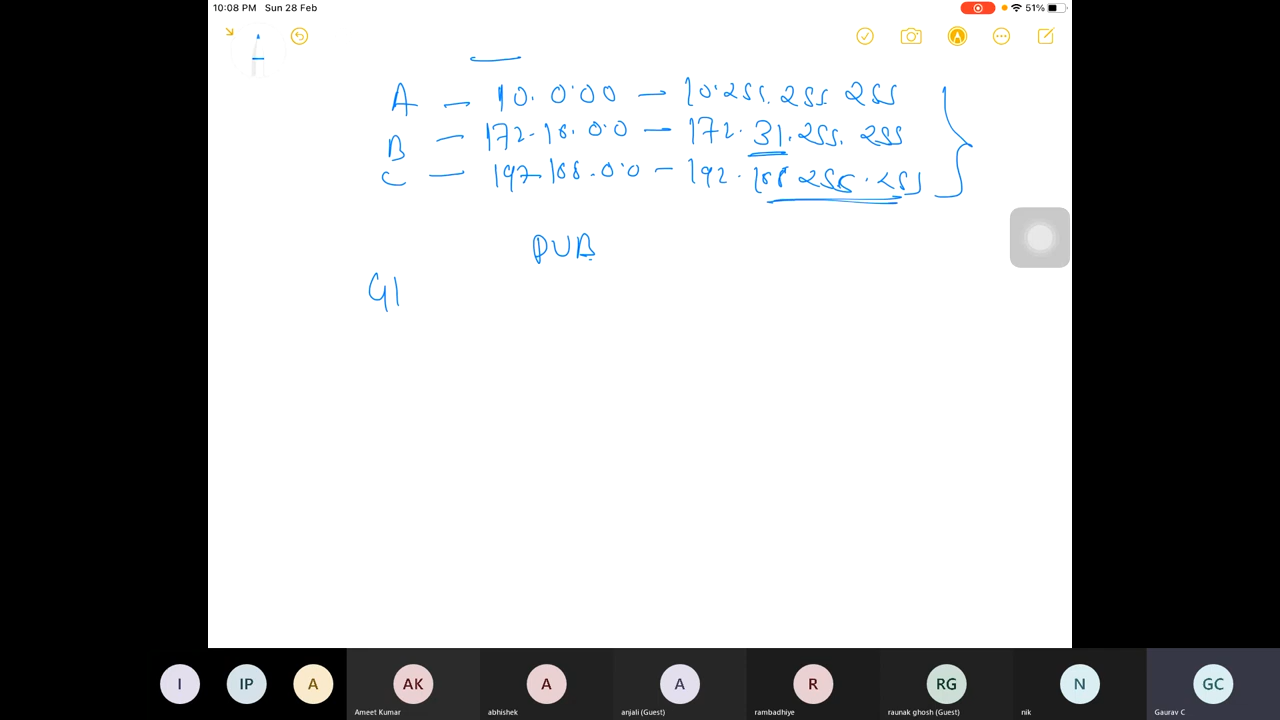 10:08 PM Sun 28 Feb
51%
A — 10.0.00 — 10.255.255.255
B — 172.16.0.0 — 172.31.255.255
C — 192.168.0.0 — 192.168.255.255
PUB
I IP A AK A A R RG N GC
Ameet Kumar abhishek anjali (Guest) rambadhiye raunak ghosh (Guest) nik Gaurav C